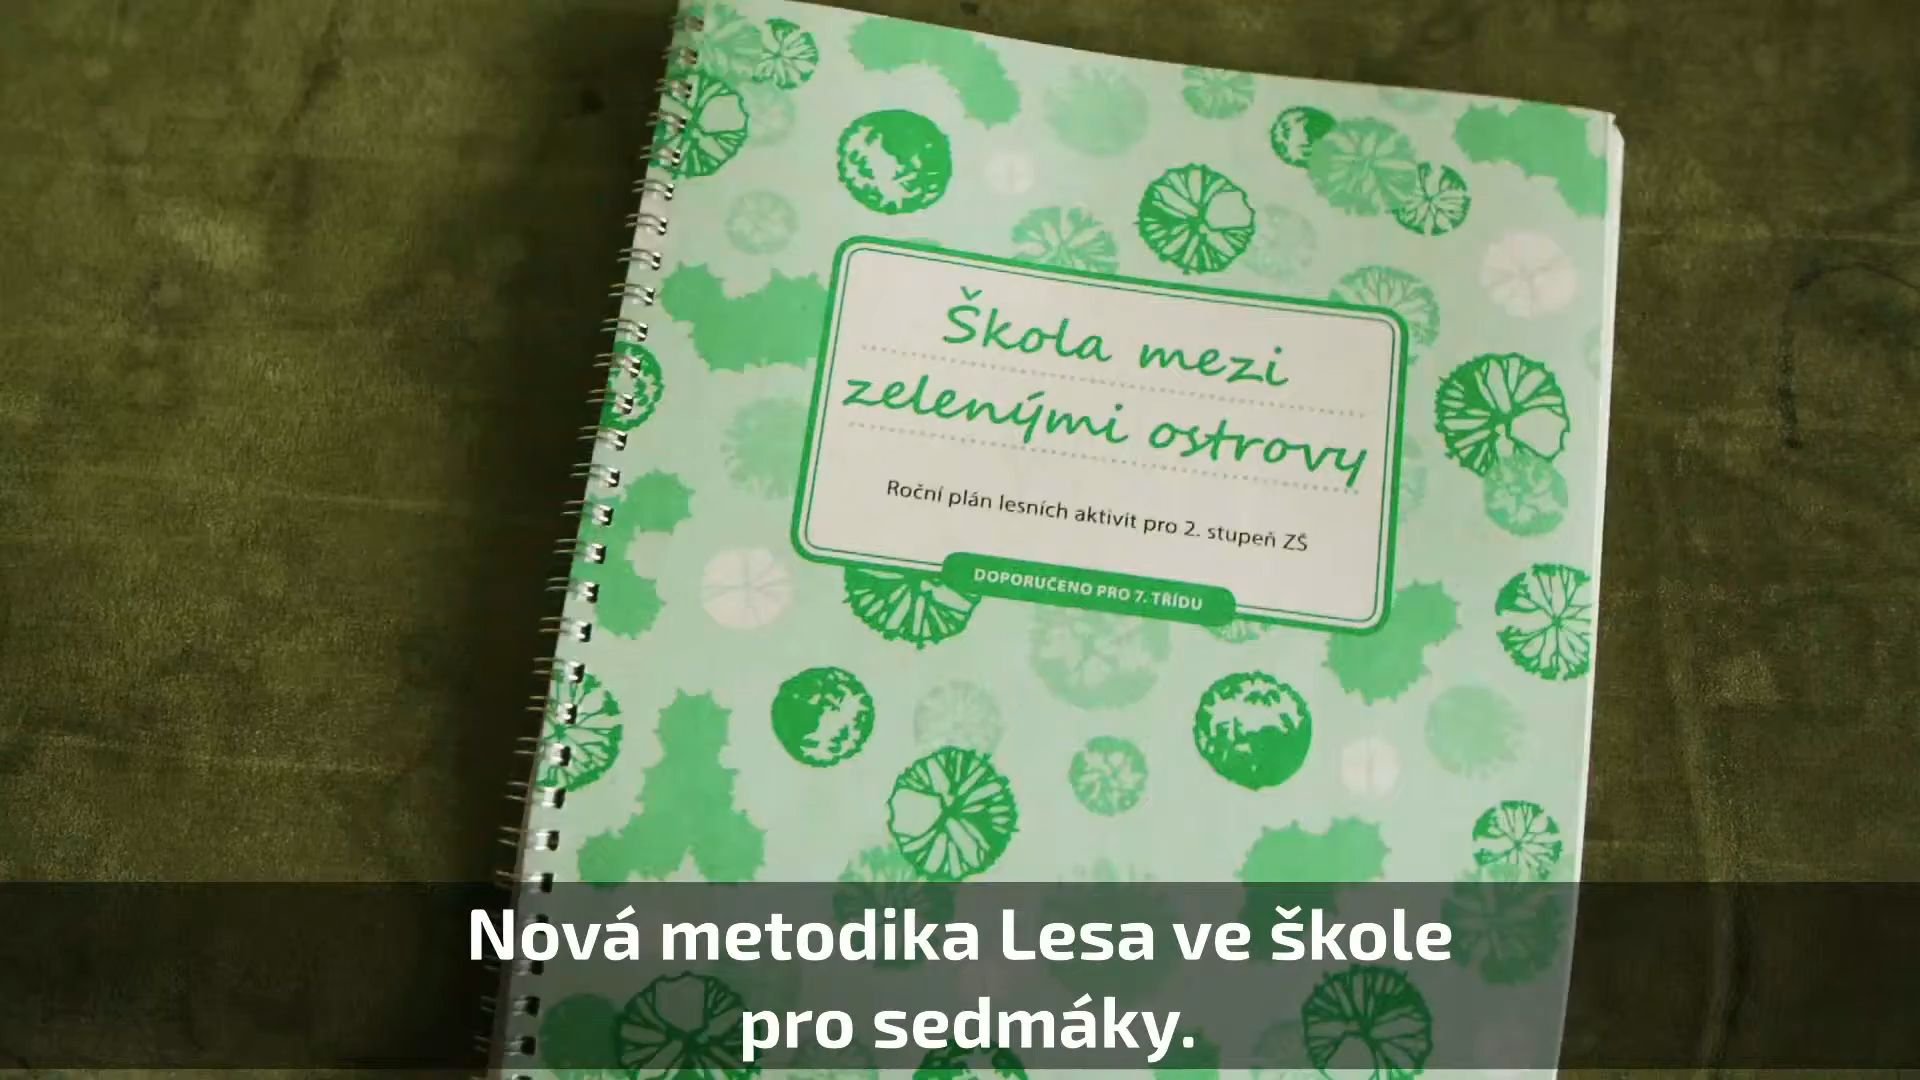 Škola mezi
zelenými ostrovy
Roční plán lesních aktivit pro 2. stupeň ZŠ
DOPORUČENO PRO 7. TŘÍDU
Nová metodika Lesa ve škole
pro sedmáky.